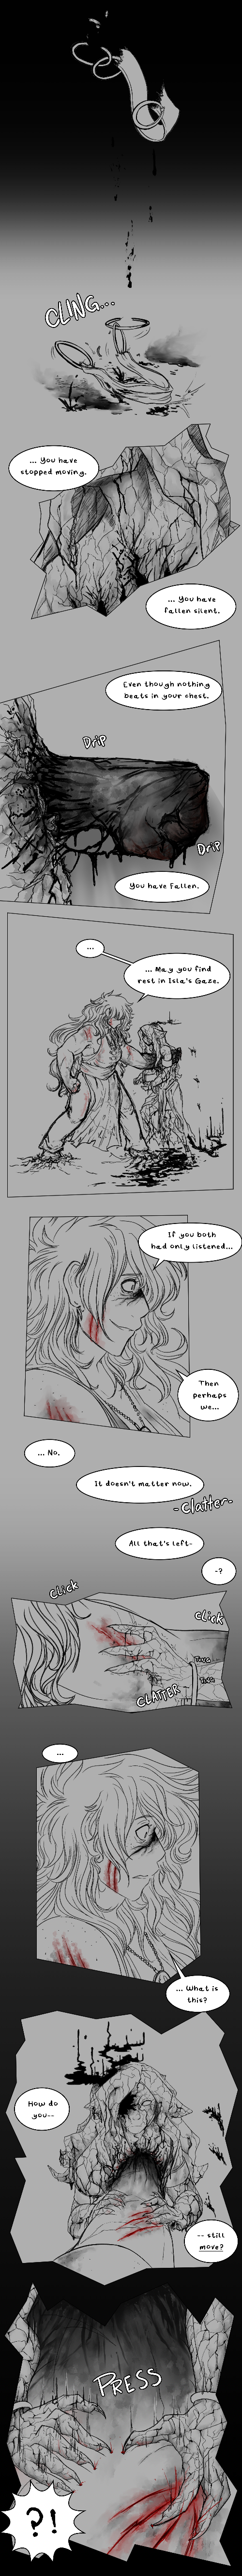 CLING...
... You have
stopped moving.
... You have
fallen silent.
Even though nothing
beats in your chest.
Drip
Drip
You have fallen.
...
... May you find
rest in Isla's Gaze.
If you both
had only listened...
Then
perhaps
we...
... No.
It doesn't matter now.
-Clatter-
All that's left-
-?
CLICK
CLICK
TING
TING
CLATTER
...
... What is
this?
How do
you--
-- still
move?
PRESS
?!